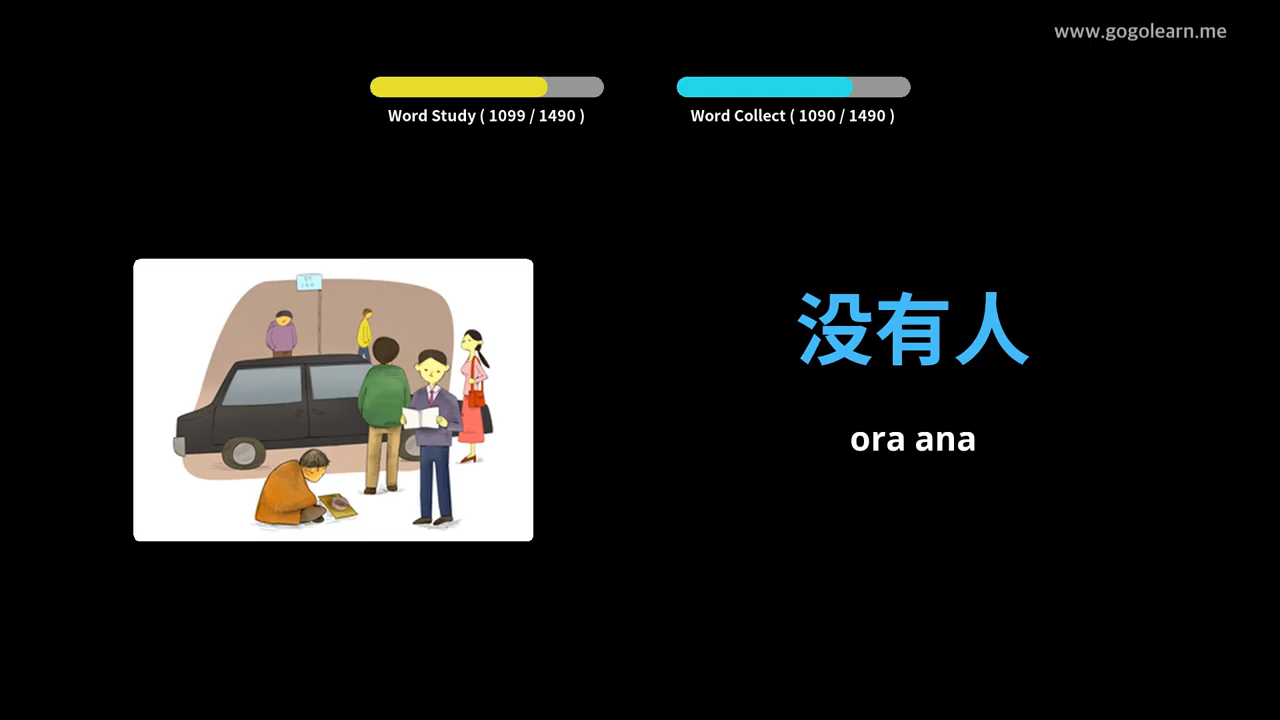 www.gogolearn.me
Word Study ( 1099 / 1490 )
Word Collect ( 1090 / 1490 )
没有人
ora ana